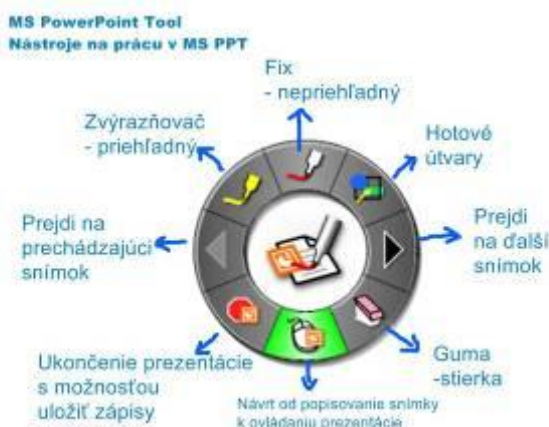 MS PowerPoint Tool
Nástroje na prácu v MS PPT
Fix
- nepriehľadný
Zvýrazňovač
- priehľadný
Hotové
útvary
Prejdi na
prechádzajúci
snímok
Prejdi
na ďalší
snímok
Ukončenie prezentácie
s možnosťou
uložiť zápisy
Návrt od popisovanie snímky
k ovládaniu prezentácie
Guma
-stierka